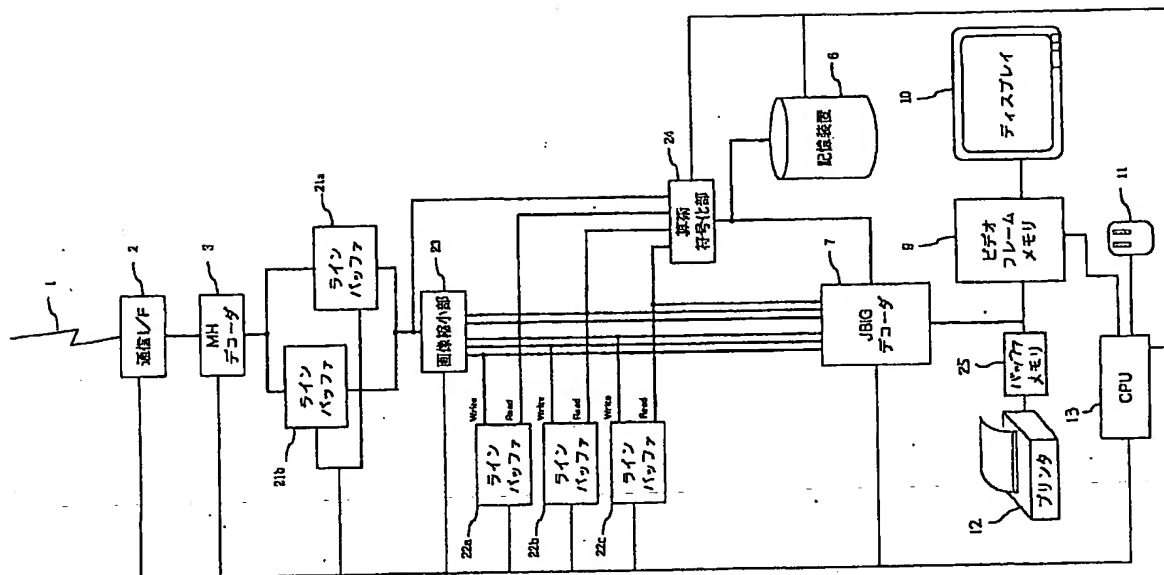 1
2
通信I/F
3
MH
デコーダ
21a
ライン
バッファ
21b
ライン
バッファ
23
画像縮小部
24
算術
符号化部
6
記憶装置
Write
Read
22a
ライン
バッファ
Write
Read
22b
ライン
バッファ
Write
Read
22c
ライン
バッファ
7
JBIG
デコーダ
9
ビデオ
フレーム
メモリ
10
ディスプレイ
11
25
バッファ
メモリ
12
プリンタ
13
CPU